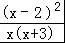 (x-2)²
x(x+3)